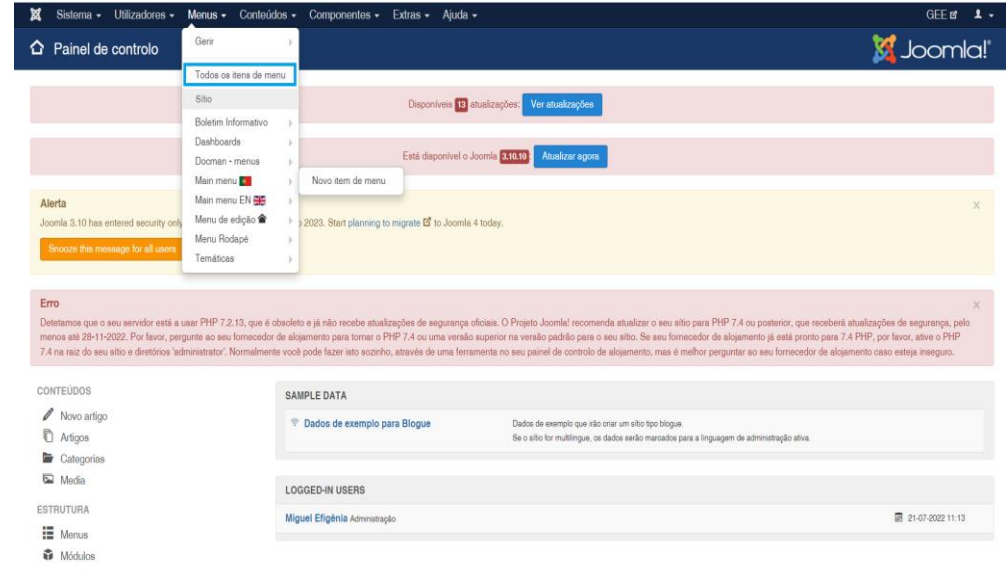 Sistema Utilizadores Menus Conteúdos Componentes Extras Ajuda GEE
Painel de controlo
Joomla!
Gerir
Todos os itens de menu
Sítio
Boletim Informativo
Dashboards
Docman - menus
Main menu
Novo item de menu
Main menu EN
Menu de edição
Menu Rodapé
Temáticas
Disponíveis 13 atualizações: Ver atualizações
Está disponível o Joomla 3.10.10: Atualizar agora
Alerta
Joomla 3.10 has entered security only 2023. Start planning to migrate to Joomla 4 today.
Snooze this message for all users
Erro
Detetamos que o seu servidor está a usar PHP 7.2.13, que é obsoleto e já não recebe atualizações de segurança oficiais. O Projeto Joomla! recomenda atualizar o seu sítio para PHP 7.4 ou posterior, que receberá atualizações de segurança, pelo
menos até 28-11-2022. Por favor, pergunte ao seu fornecedor de alojamento para tornar o PHP 7.4 ou uma versão superior na versão padrão para o seu sítio. Se seu fornecedor de alojamento já está pronto para 7.4 PHP, por favor, ative o PHP
7.4 na raiz do seu sítio e diretórios 'administrator'. Normalmente você pode fazer isto sozinho, através de uma ferramenta no seu painel de controlo de alojamento, mas é melhor perguntar ao seu fornecedor de alojamento caso esteja inseguro.
CONTEÚDOS
Novo artigo
Artigos
Categorias
Media
ESTRUTURA
Menus
Módulos
SAMPLE DATA
Dados de exemplo para Blogue
Dados de exemplo que irão criar um sítio tipo blogue.
Se o sítio for multilingue, os dados serão marcados para a linguagem de administração ativa.
LOGGED-IN USERS
Miguel Efigénia Administração 21-07-2022 11:13